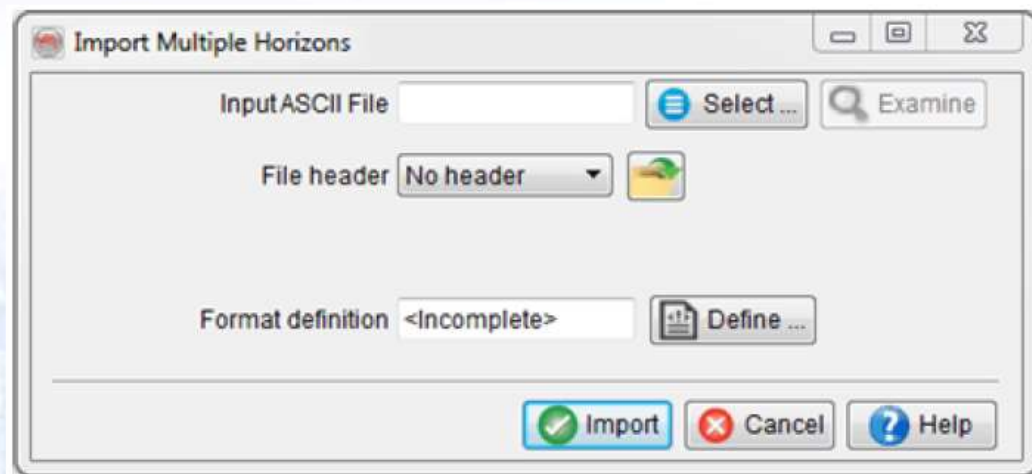 Import Multiple Horizons
Input ASCII File Select ... Examine
File header No header
Format definition <Incomplete> Define ...
Import Cancel Help